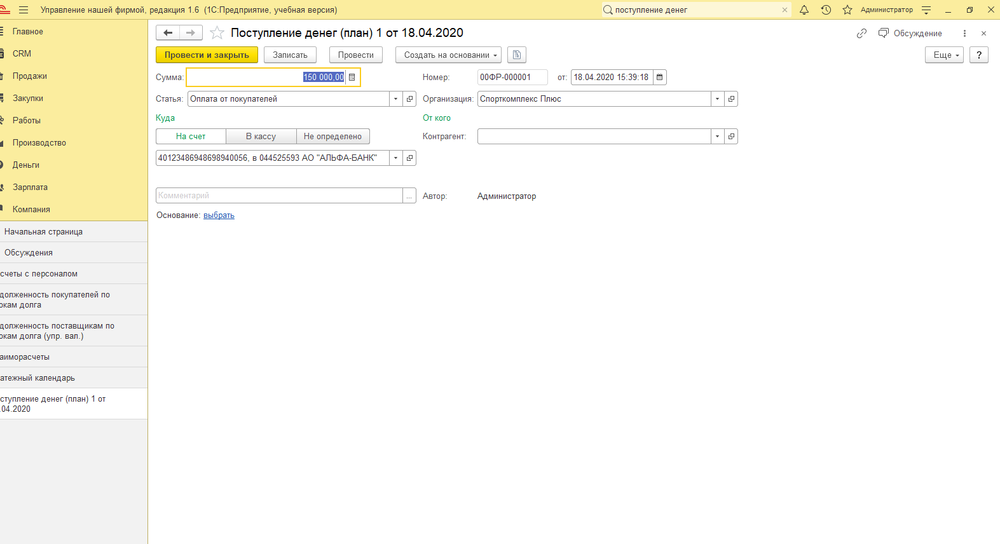 Управление нашей фирмой, редакция 1.6 (1С:Предприятие, учебная версия)
поступление денег
Администратор
Главное
CRM
Продажи
Закупки
Работы
Производство
Деньги
Зарплата
Компания
Начальная страница
Обсуждения
счеты с персоналом
долженность покупателей по
окам долга
долженность поставщикам по
окам долга (упр. вал.)
аиморасчеты
атежный календарь
ступление денег (план) 1 от
.04.2020
Поступление денег (план) 1 от 18.04.2020
Обсуждение
Провести и закрыть
Записать
Провести
Создать на основании
Еще
?
Сумма: 150 000,00
Номер: 00ФР-000001 от: 18.04.2020 15:39:18
Статья: Оплата от покупателей
Организация: Спорткомплекс Плюс
Куда
От кого
На счет
В кассу
Не определено
Контрагент:
40123486948698940056, в 044525593 АО "АЛЬФА-БАНК"
Комментарий
...
Автор: Администратор
Основание: выбрать